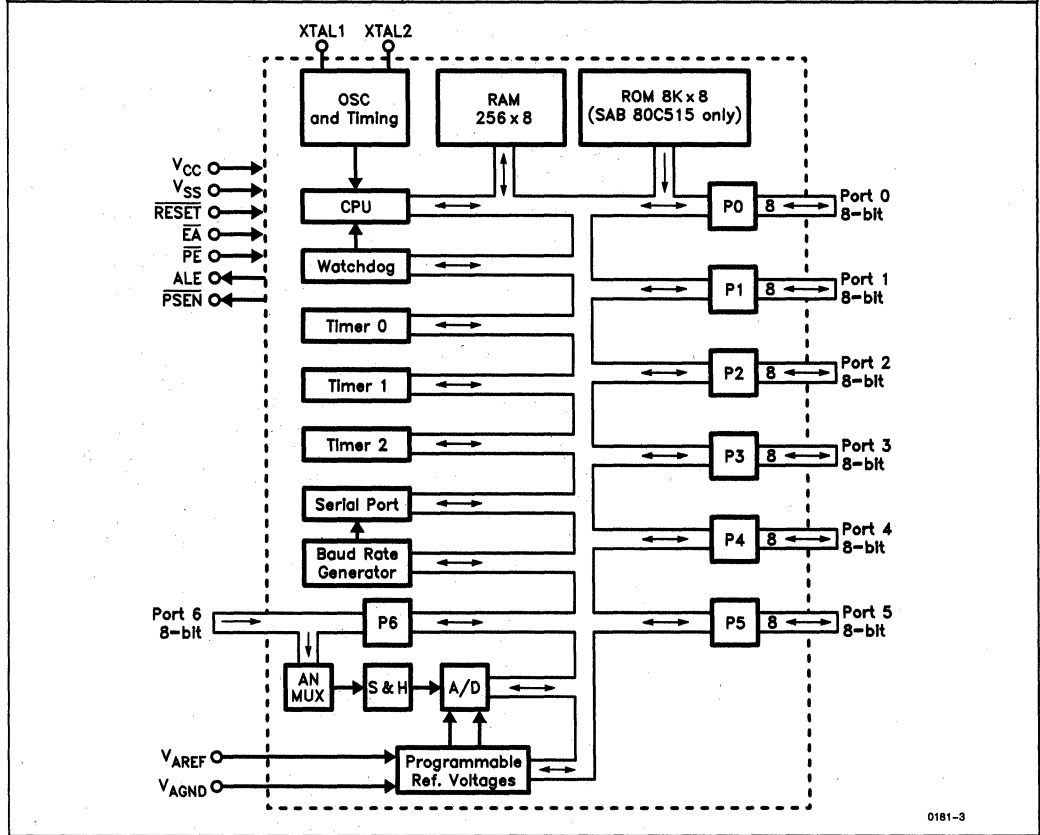 XTAL1 XTAL2
OSC
and Timing
RAM
256 x 8
ROM 8K x 8
(SAB 80C515 only)
VCC
VSS
RESET
EA
PE
ALE
PSEN
CPU
Watchdog
Timer 0
Timer 1
Timer 2
Serial Port
Baud Rate
Generator
P0
8
Port 0
8-bit
P1
8
Port 1
8-bit
P2
8
Port 2
8-bit
P3
8
Port 3
8-bit
P4
8
Port 4
8-bit
P5
8
Port 5
8-bit
Port 6
8-bit
P6
AN
MUX
S & H
A/D
VAREF
VAGND
Programmable
Ref. Voltages
0181-3